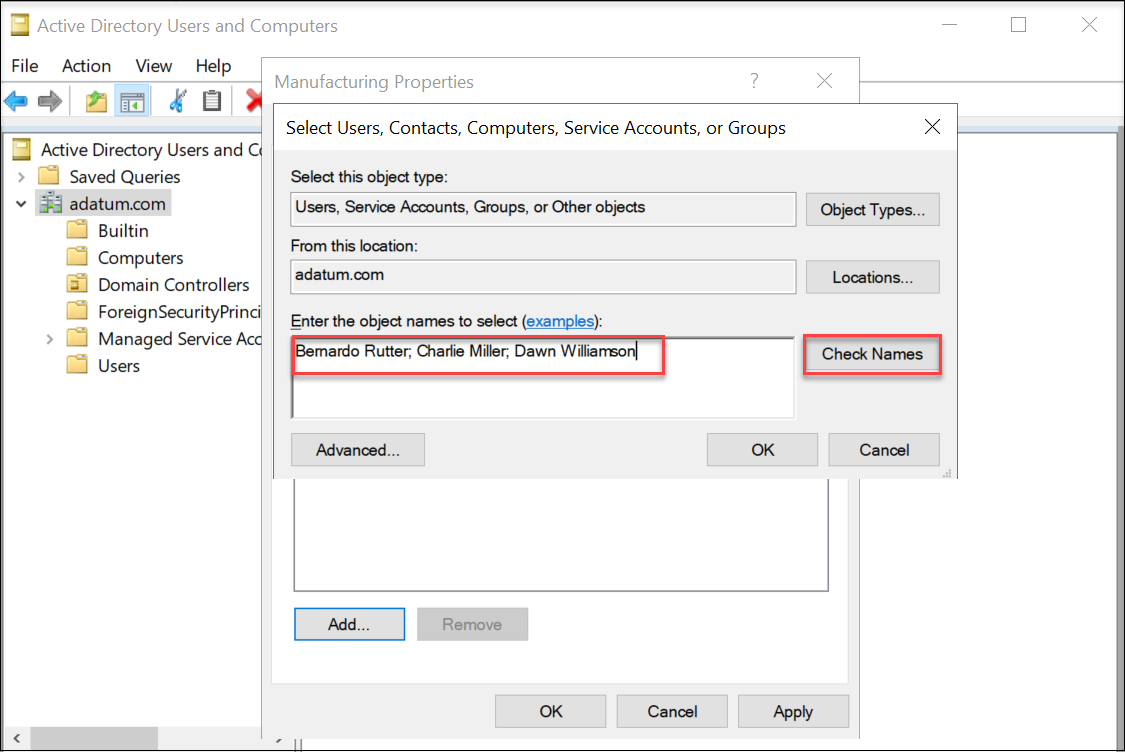 Active Directory Users and Computers
File Action View Help
Manufacturing Properties
?
Select Users, Contacts, Computers, Service Accounts, or Groups
Active Directory Users and Co
Saved Queries
adatum.com
Builtin
Computers
Domain Controllers
ForeignSecurityPrinci
Managed Service Acc
Users
Select this object type:
Users, Service Accounts, Groups, or Other objects
Object Types...
From this location:
adatum.com
Locations...
Enter the object names to select (examples):
Bernardo Rutter; Charlie Miller; Dawn Williamson
Check Names
Advanced...
OK
Cancel
Add...
Remove
OK
Cancel
Apply